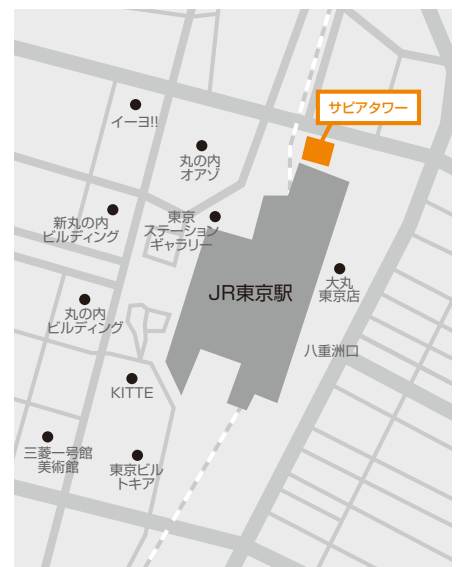 サピアタワー
イーヨ!!
丸の内
オアゾ
東京
ステーション
ギャラリー
新丸の内
ビルディング
JR東京駅
大丸
東京店
丸の内
ビルディング
八重洲口
KITTE
三菱一号館
美術館
東京ビル
トキア